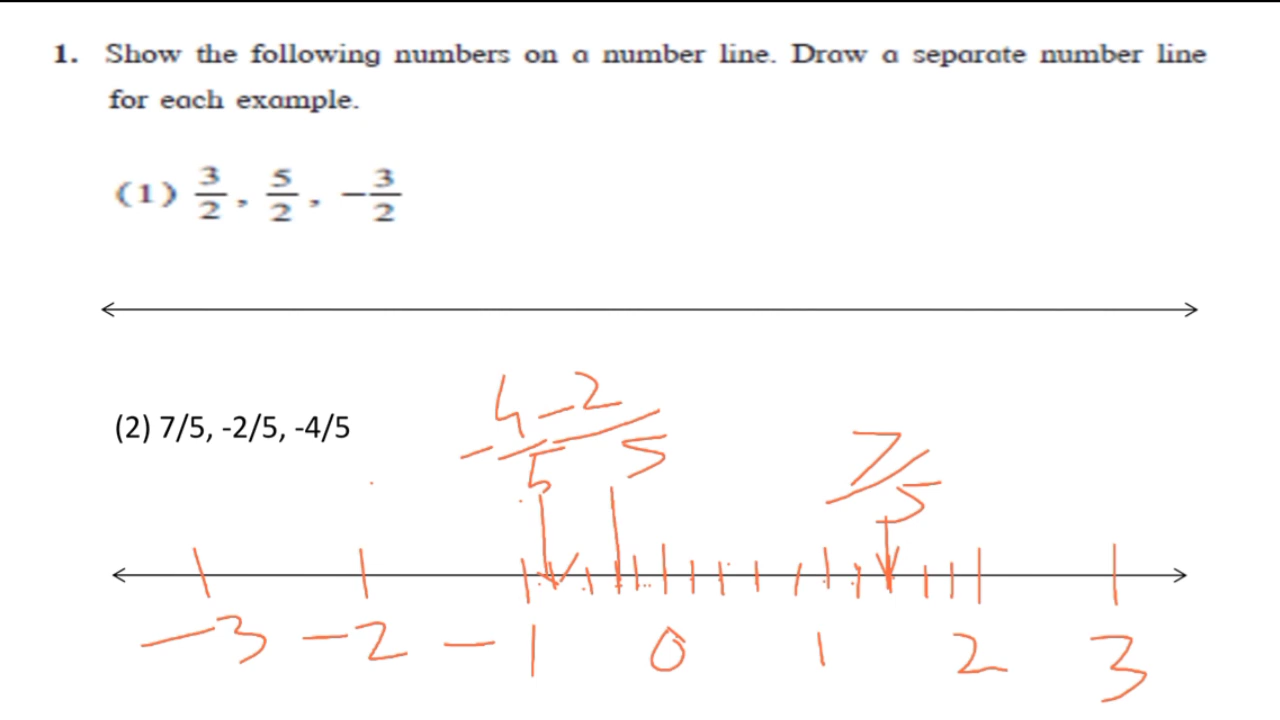 1. Show the following numbers on a number line. Draw a separate number line
for each example.
(1) 3/2, 5/2, -3/2
(2) 7/5, -2/5, -4/5
-4/5 -2/5 7/5
-3 -2 -1 0 1 2 3